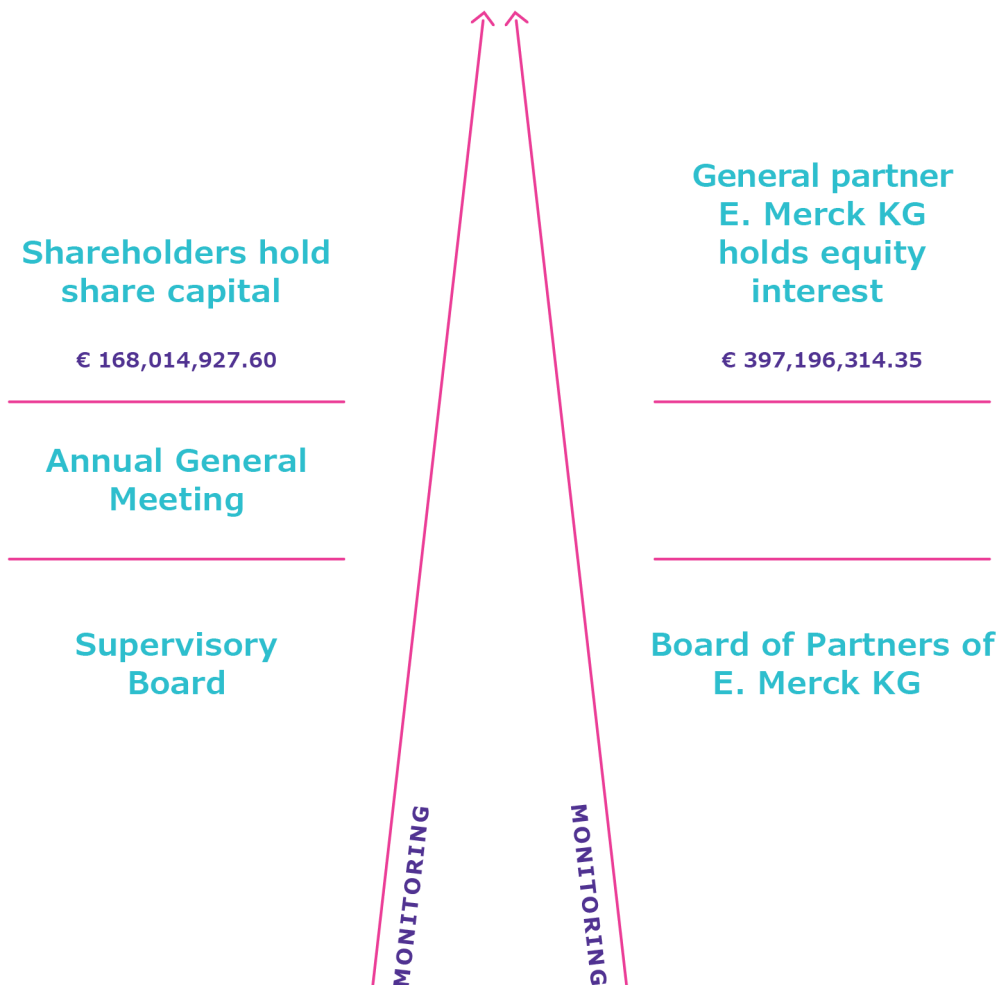 Shareholders hold
share capital
€ 168,014,927.60
Annual General
Meeting
Supervisory
Board
MONITORING
MONITORING
General partner
E. Merck KG
holds equity
interest
€ 397,196,314.35
Board of Partners of
E. Merck KG